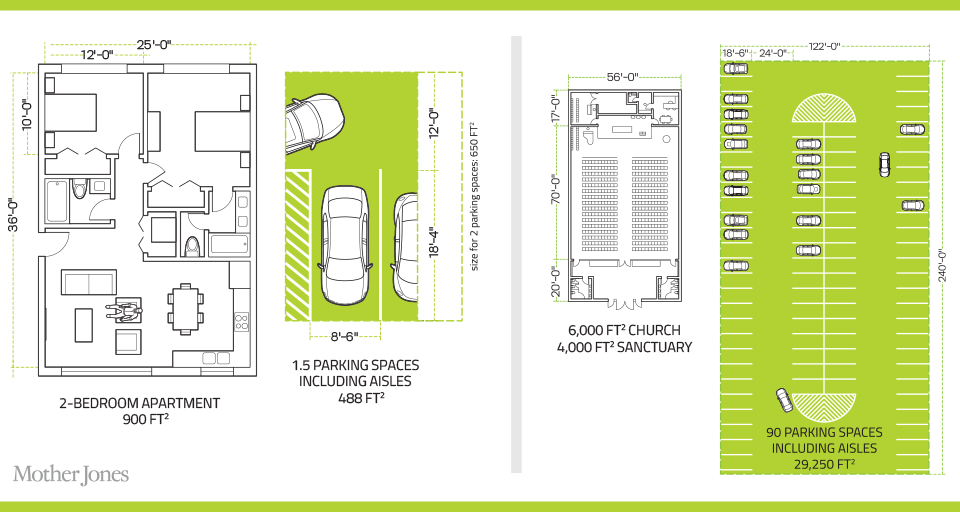 25'-0"
12'-0"
10'-0"
36'-0"
2-BEDROOM APARTMENT
900 FT²
12'-0"
18'-4"
size for 2 parking spaces: 650 FT²
8'-6"
1.5 PARKING SPACES
INCLUDING AISLES
488 FT²
56'-0"
17'-0"
70'-0"
20'-0"
6,000 FT² CHURCH
4,000 FT² SANCTUARY
122'-0"
18'-6"
24'-0"
240'-0"
90 PARKING SPACES
INCLUDING AISLES
29,250 FT²
Mother Jones